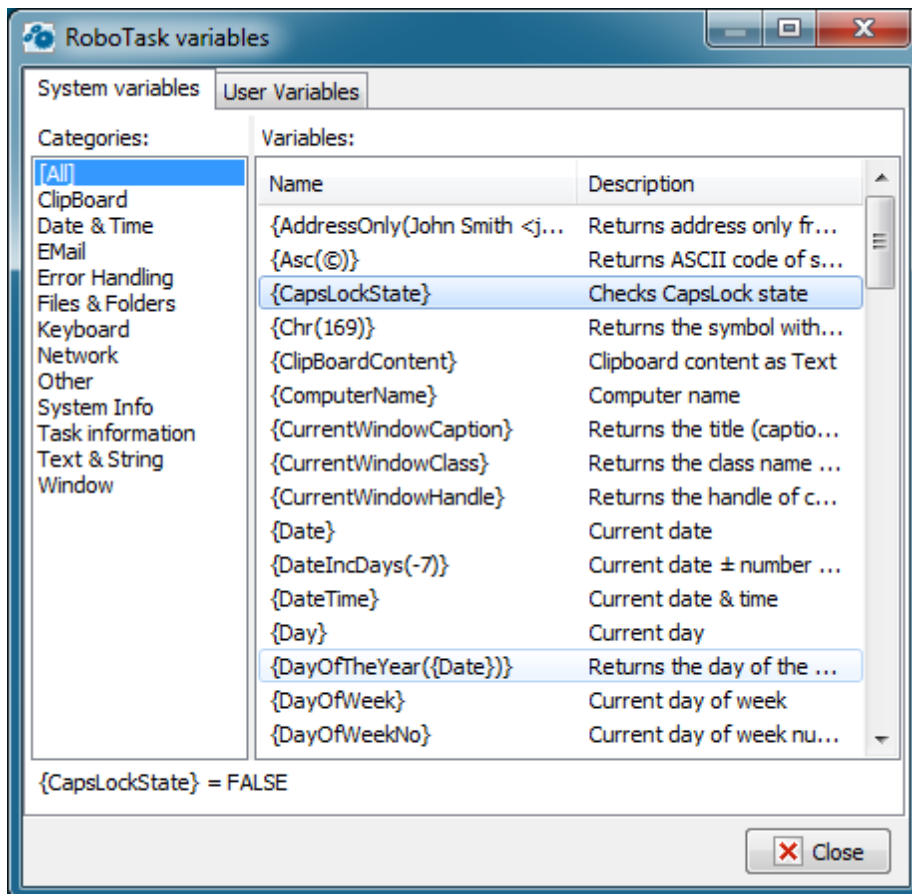 RoboTask variables
System variables
User Variables
Categories:
[All]
ClipBoard
Date & Time
EMail
Error Handling
Files & Folders
Keyboard
Network
Other
System Info
Task information
Text & String
Window
Variables:
Name Description
{AddressOnly(John Smith <j... Returns address only fr...
{Asc(©)} Returns ASCII code of s...
{CapsLockState} Checks CapsLock state
{Chr(169)} Returns the symbol with...
{ClipBoardContent} Clipboard content as Text
{ComputerName} Computer name
{CurrentWindowCaption} Returns the title (captio...
{CurrentWindowClass} Returns the class name ...
{CurrentWindowHandle} Returns the handle of c...
{Date} Current date
{DateIncDays(-7)} Current date ± number ...
{DateTime} Current date & time
{Day} Current day
{DayOfTheYear({Date})} Returns the day of the ...
{DayOfWeek} Current day of week
{DayOfWeekNo} Current day of week nu...
{CapsLockState} = FALSE
Close